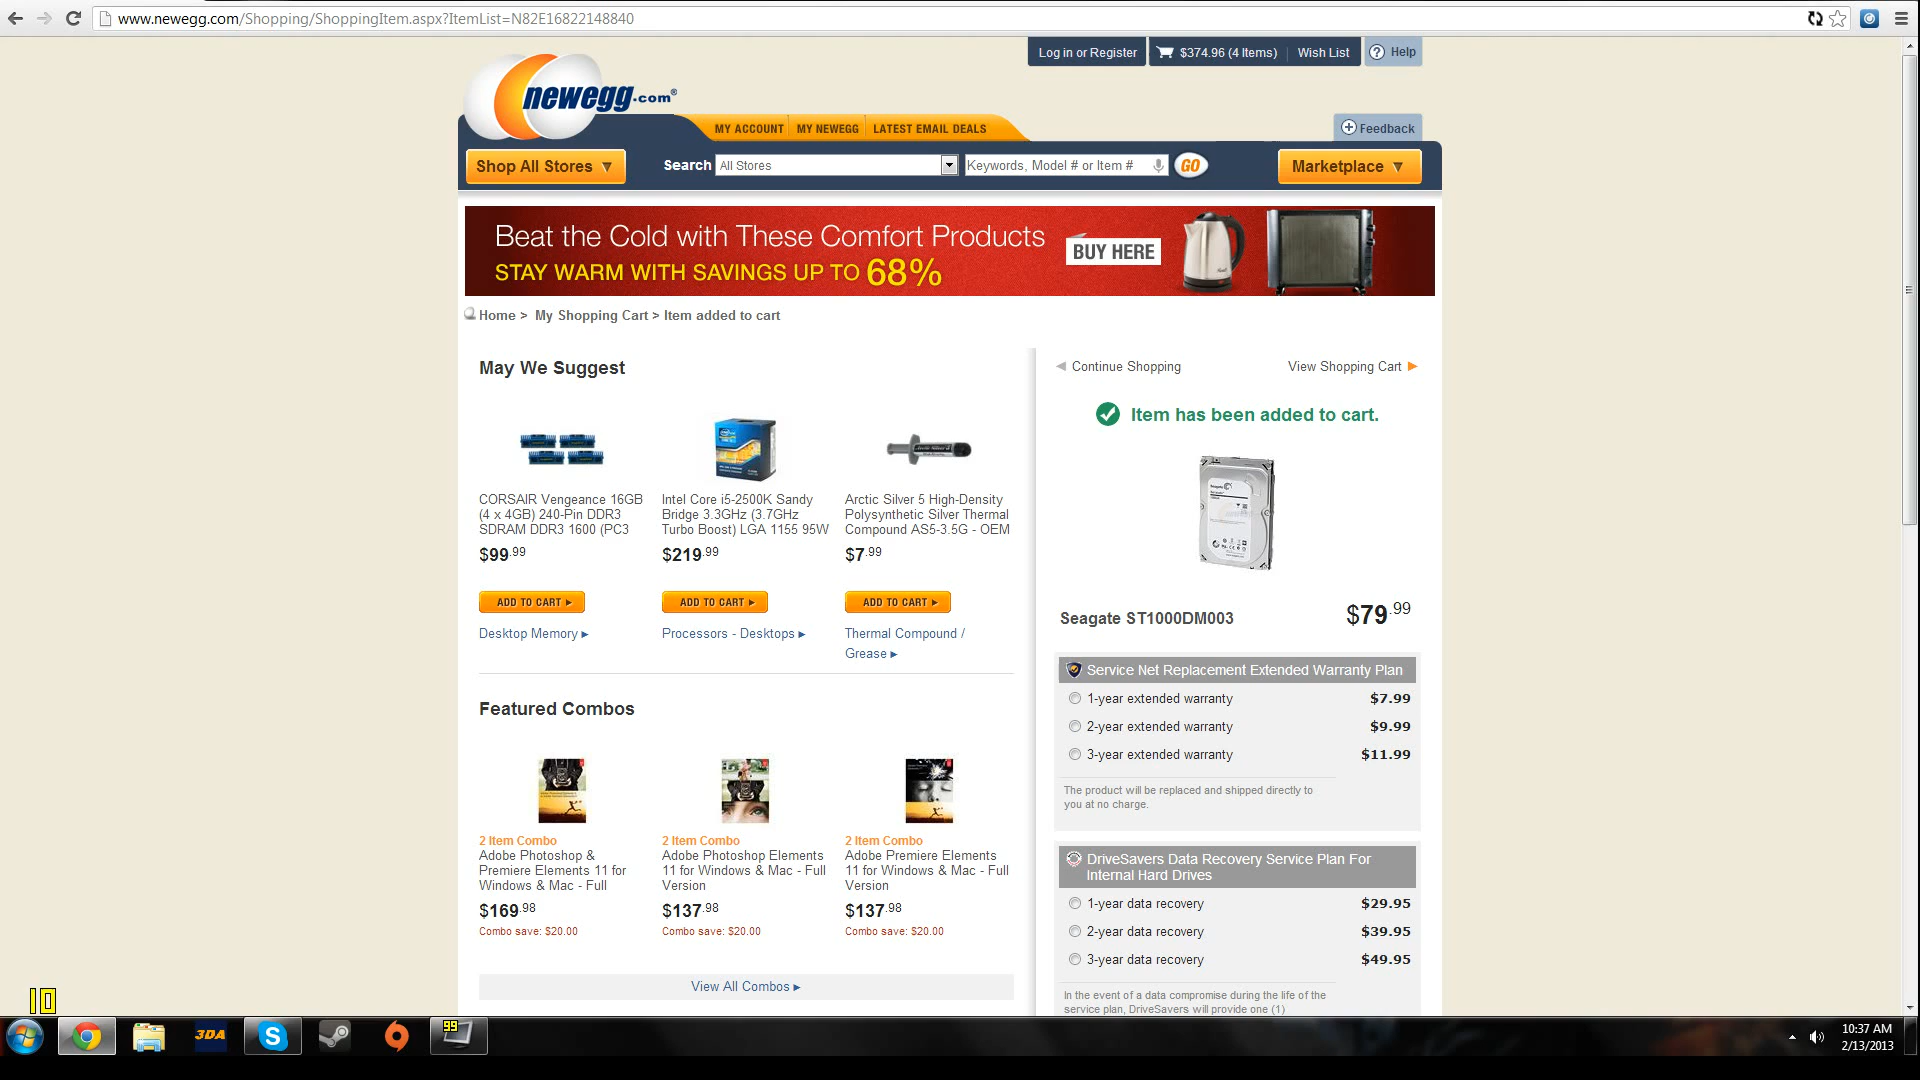 www.newegg.com/Shopping/ShoppingItem.aspx?ItemList=N82E16822148840
Log in or Register
$374.96 (4 Items)
Wish List
Help
newegg.com
MY ACCOUNT
MY NEWEGG
LATEST EMAIL DEALS
Feedback
Shop All Stores
Search
All Stores
Keywords, Model # or Item #
GO
Marketplace
Beat the Cold with These Comfort Products
STAY WARM WITH SAVINGS UP TO 68%
BUY HERE
Home > My Shopping Cart > Item added to cart
May We Suggest
CORSAIR Vengeance 16GB
(4 x 4GB) 240-Pin DDR3
SDRAM DDR3 1600 (PC3
$99.99
ADD TO CART
Desktop Memory
Intel Core i5-2500K Sandy
Bridge 3.3GHz (3.7GHz
Turbo Boost) LGA 1155 95W
$219.99
ADD TO CART
Processors - Desktops
Arctic Silver 5 High-Density
Polysynthetic Silver Thermal
Compound AS5-3.5G - OEM
$7.99
ADD TO CART
Thermal Compound /
Grease
Featured Combos
2 Item Combo
Adobe Photoshop &
Premiere Elements 11 for
Windows & Mac - Full
$169.98
Combo save: $20.00
2 Item Combo
Adobe Photoshop Elements
11 for Windows & Mac - Full
Version
$137.98
Combo save: $20.00
2 Item Combo
Adobe Premiere Elements
11 for Windows & Mac - Full
Version
$137.98
Combo save: $20.00
View All Combos
Continue Shopping
View Shopping Cart
Item has been added to cart.
Seagate ST1000DM003
$79.99
Service Net Replacement Extended Warranty Plan
1-year extended warranty $7.99
2-year extended warranty $9.99
3-year extended warranty $11.99
The product will be replaced and shipped directly to
you at no charge.
DriveSavers Data Recovery Service Plan For
Internal Hard Drives
1-year data recovery $29.95
2-year data recovery $39.95
3-year data recovery $49.95
In the event of a data compromise during the life of the
service plan, DriveSavers will provide one (1)
10
3DA
99
10:37 AM
2/13/2013